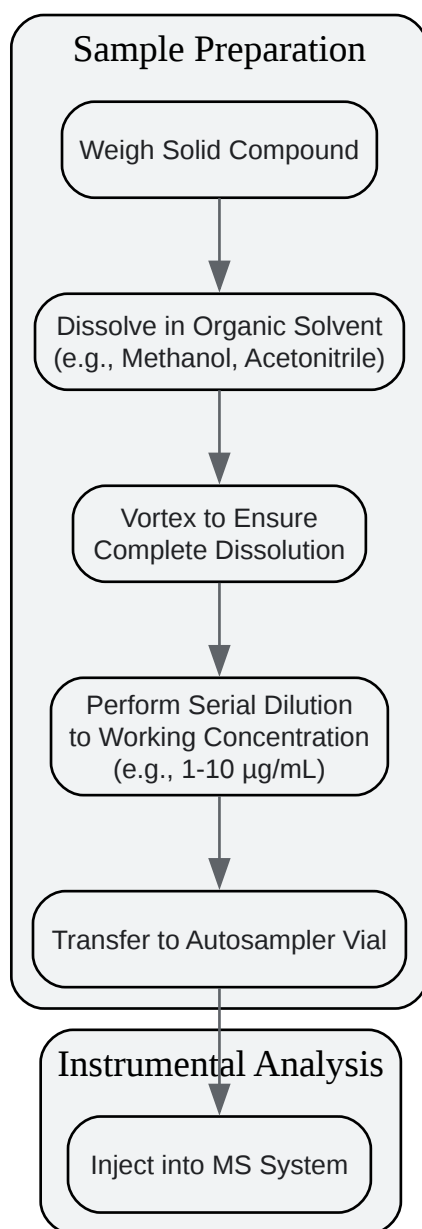 Sample Preparation
Weigh Solid Compound
Dissolve in Organic Solvent
(e.g., Methanol, Acetonitrile)
Vortex to Ensure
Complete Dissolution
Perform Serial Dilution
to Working Concentration
(e.g., 1-10 µg/mL)
Transfer to Autosampler Vial
Instrumental Analysis
Inject into MS System